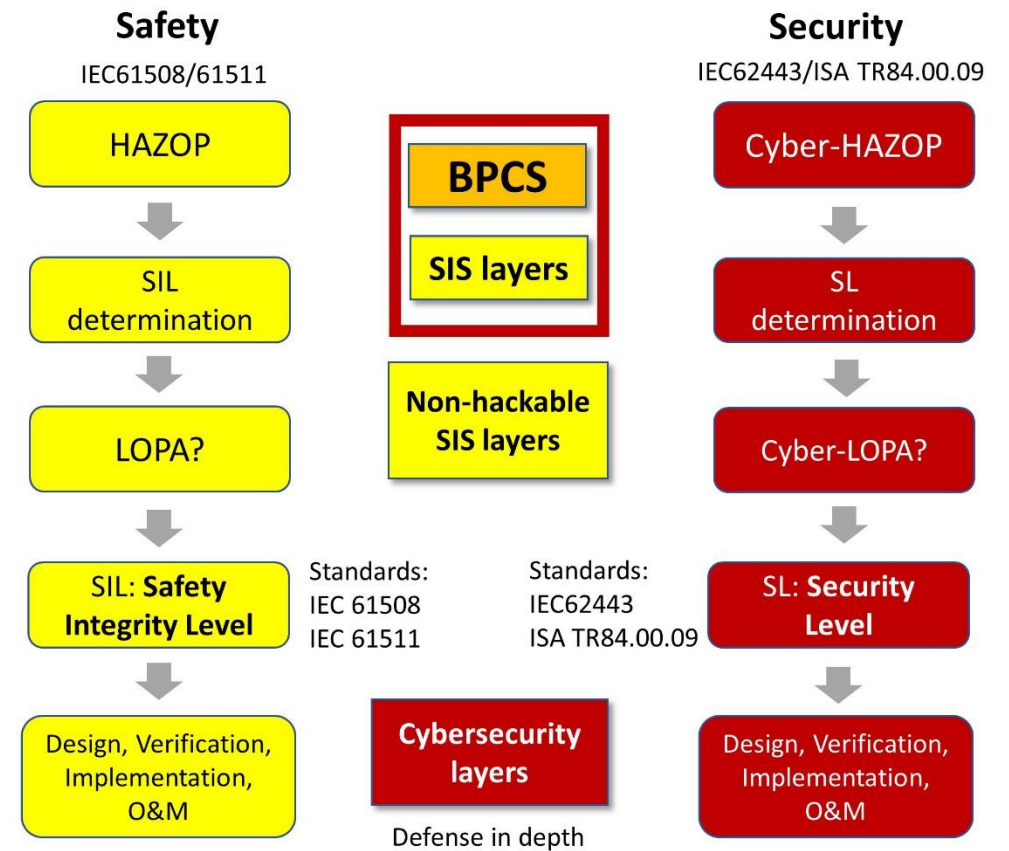 Safety
IEC61508/61511
HAZOP
SIL
determination
LOPA?
SIL: Safety
Integrity Level
Design, Verification,
Implementation,
O&M
BPCS
SIS layers
Non-hackable
SIS layers
Standards:
IEC 61508
IEC 61511
Standards:
IEC62443
ISA TR84.00.09
Cybersecurity
layers
Defense in depth
Security
IEC62443/ISA TR84.00.09
Cyber-HAZOP
SL
determination
Cyber-LOPA?
SL: Security
Level
Design, Verification,
Implementation,
O&M